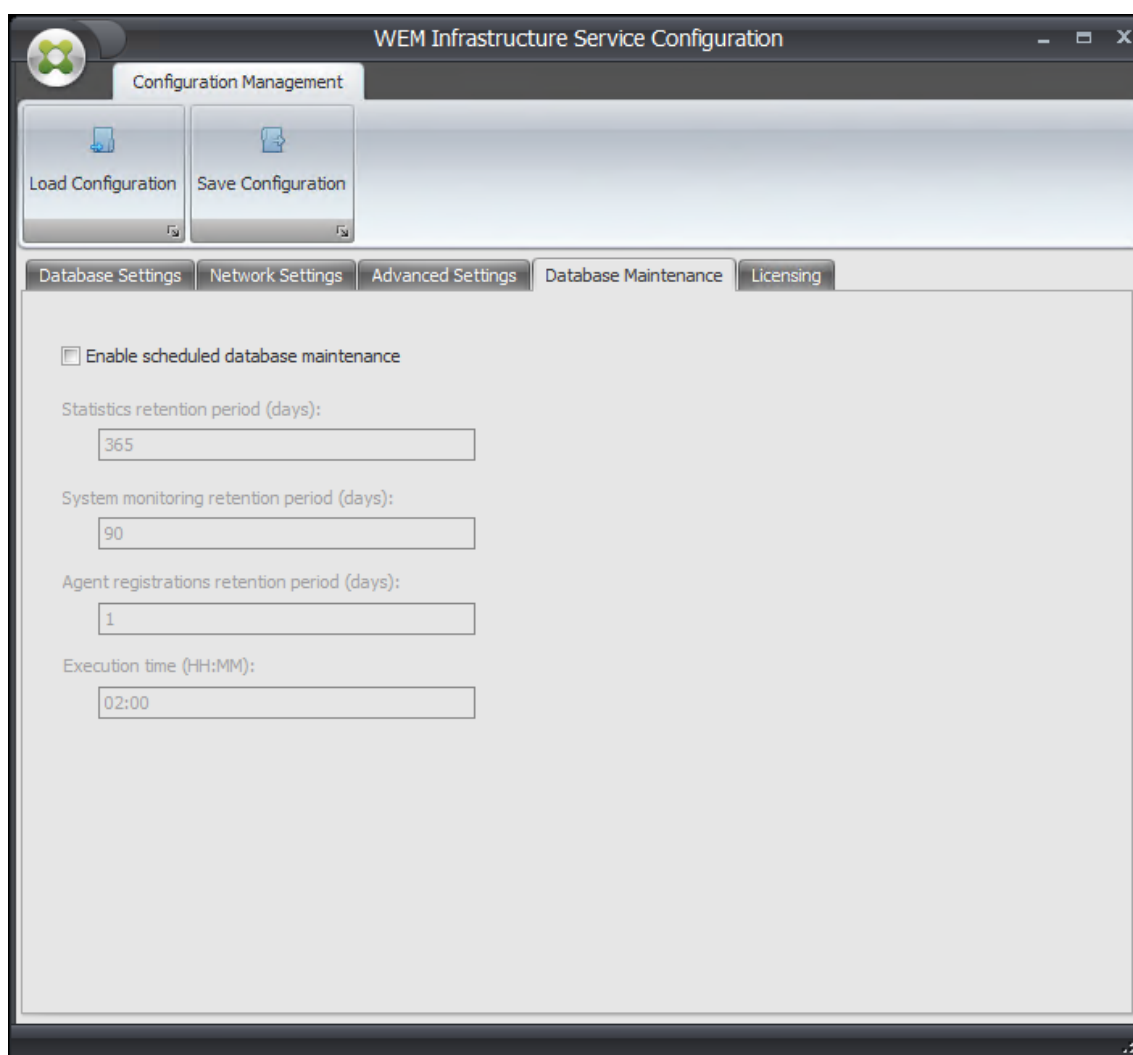 WEM Infrastructure Service Configuration
Configuration Management
Load Configuration Save Configuration
Database Settings Network Settings Advanced Settings Database Maintenance Licensing
Enable scheduled database maintenance
Statistics retention period (days):
365
System monitoring retention period (days):
90
Agent registrations retention period (days):
1
Execution time (HH:MM):
02:00